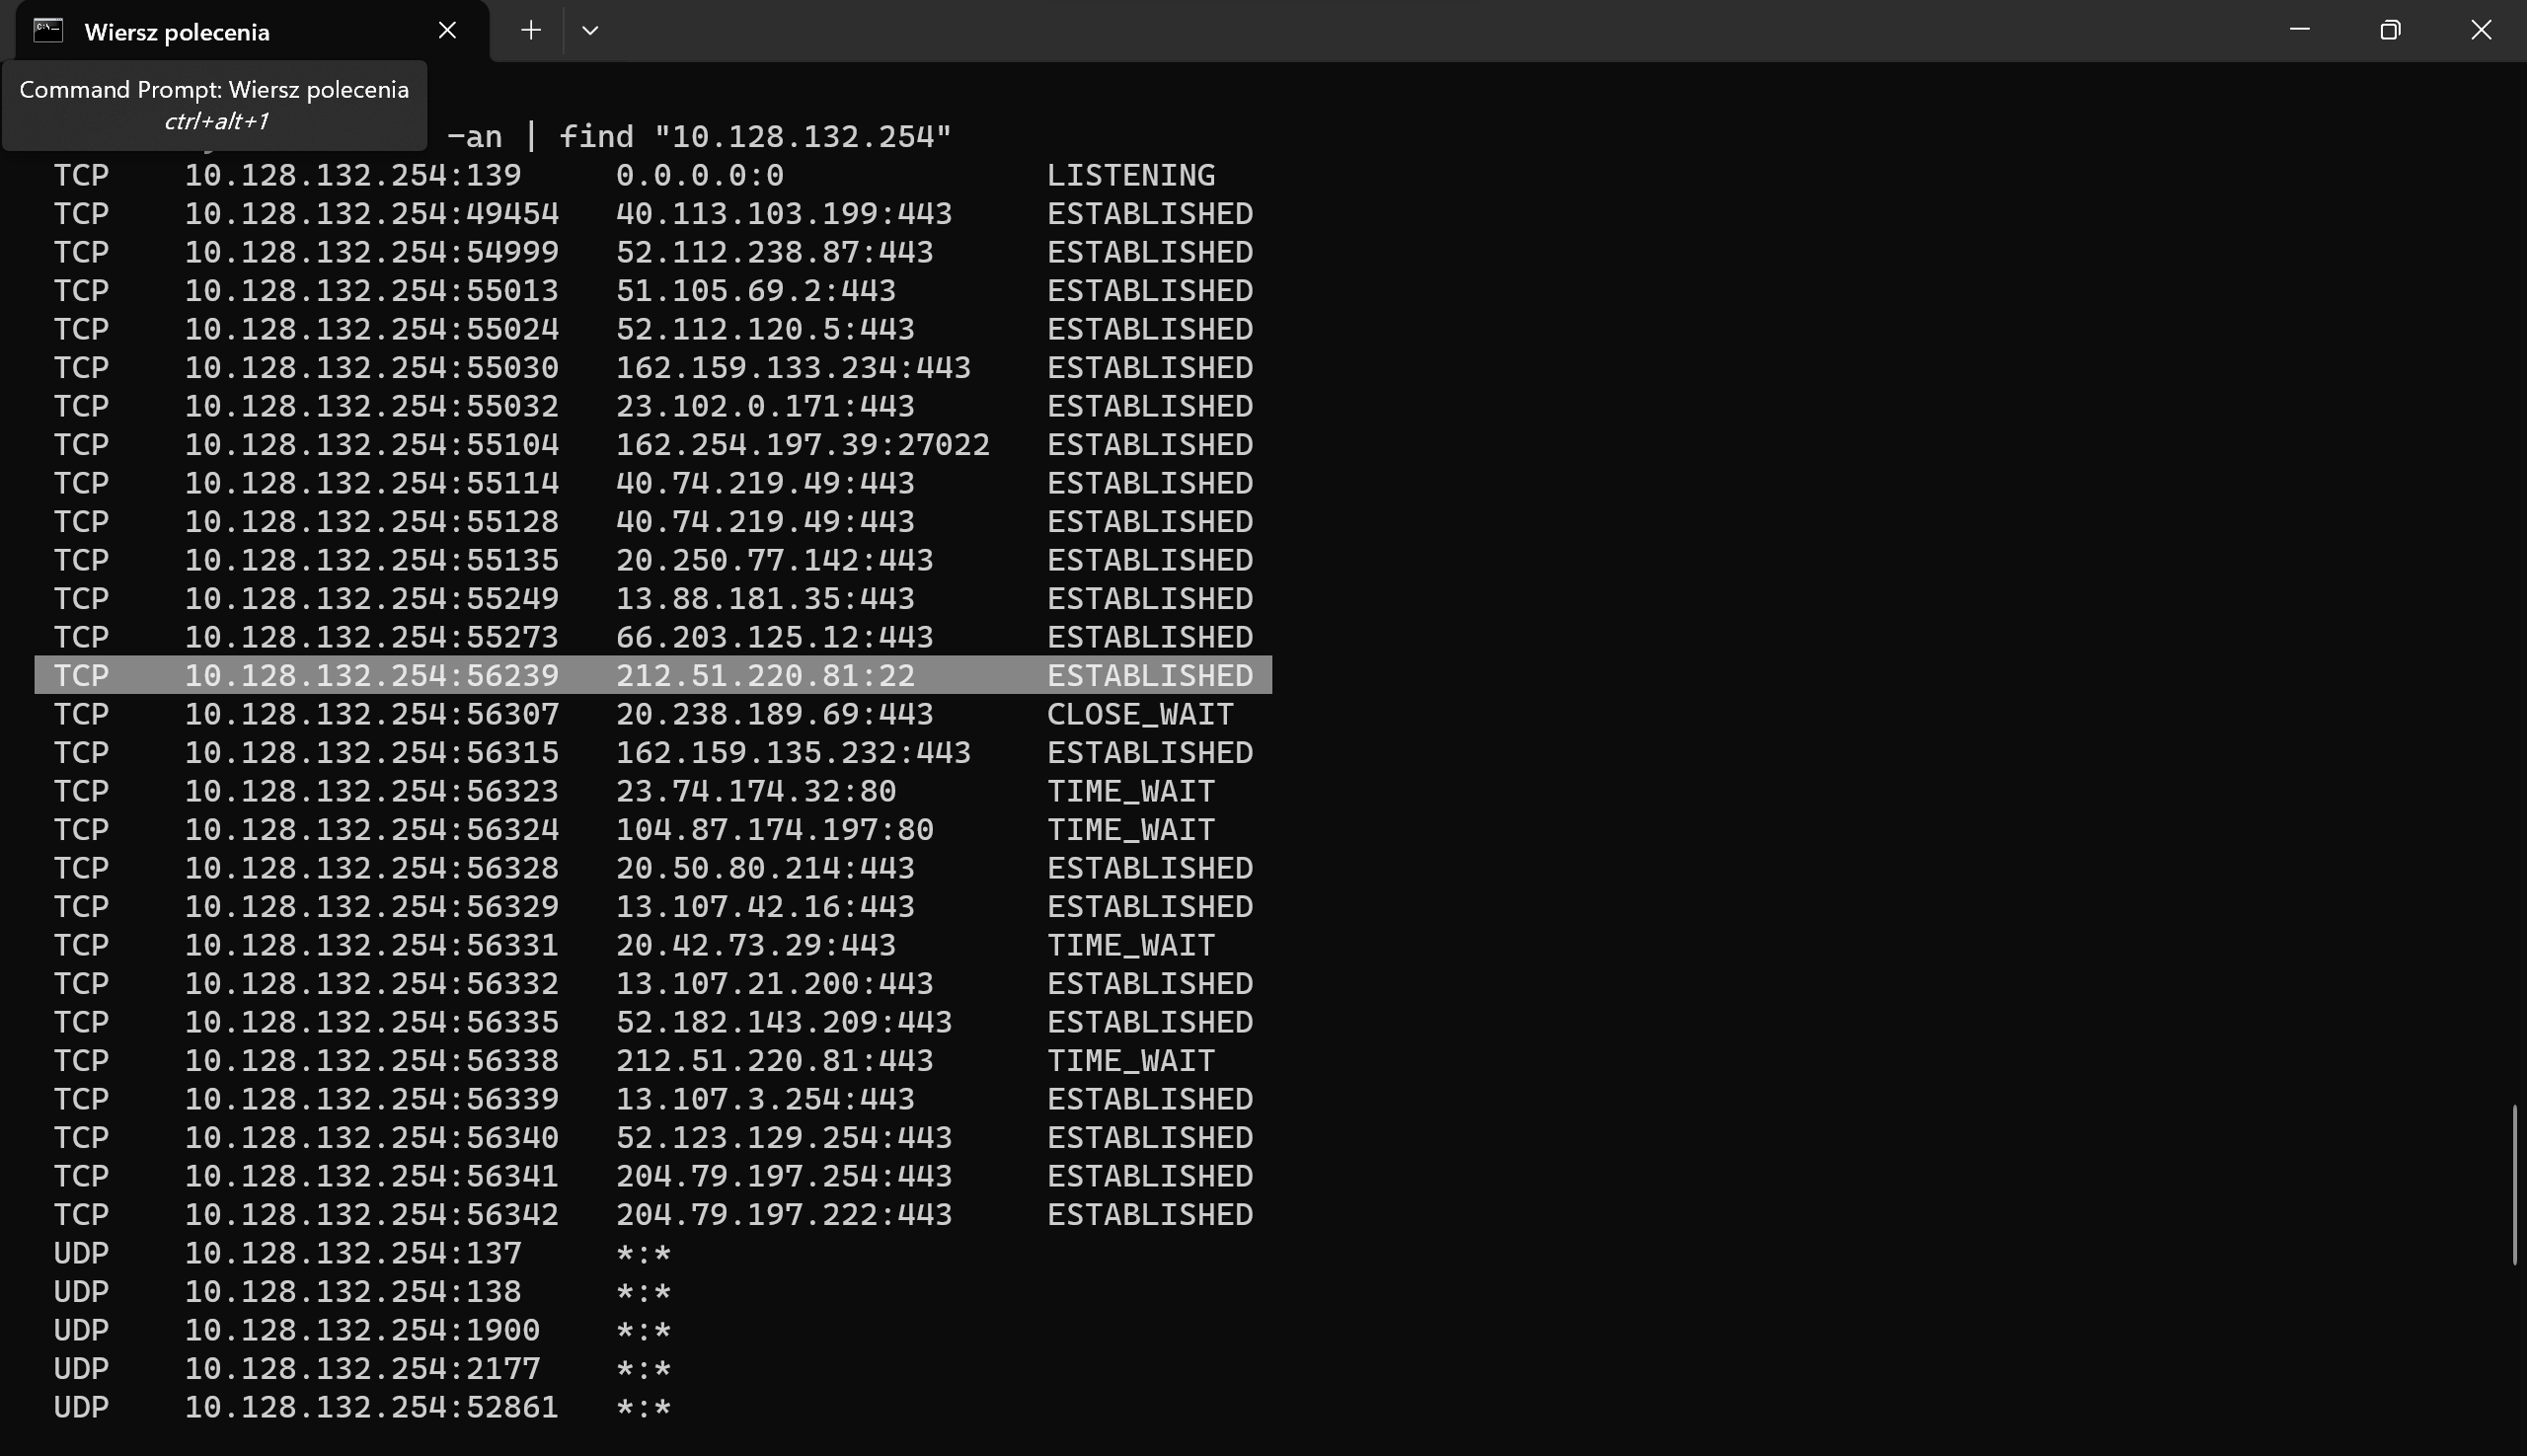 Wiersz polecenia
Command Prompt: Wiersz polecenia
ctrl+alt+1
-an | find "10.128.132.254"
TCP 10.128.132.254:139 0.0.0.0:0 LISTENING
TCP 10.128.132.254:49454 40.113.103.199:443 ESTABLISHED
TCP 10.128.132.254:54999 52.112.238.87:443 ESTABLISHED
TCP 10.128.132.254:55013 51.105.69.2:443 ESTABLISHED
TCP 10.128.132.254:55024 52.112.120.5:443 ESTABLISHED
TCP 10.128.132.254:55030 162.159.133.234:443 ESTABLISHED
TCP 10.128.132.254:55032 23.102.0.171:443 ESTABLISHED
TCP 10.128.132.254:55104 162.254.197.39:27022 ESTABLISHED
TCP 10.128.132.254:55114 40.74.219.49:443 ESTABLISHED
TCP 10.128.132.254:55128 40.74.219.49:443 ESTABLISHED
TCP 10.128.132.254:55135 20.250.77.142:443 ESTABLISHED
TCP 10.128.132.254:55249 13.88.181.35:443 ESTABLISHED
TCP 10.128.132.254:55273 66.203.125.12:443 ESTABLISHED
TCP 10.128.132.254:56239 212.51.220.81:22 ESTABLISHED
TCP 10.128.132.254:56307 20.238.189.69:443 CLOSE_WAIT
TCP 10.128.132.254:56315 162.159.135.232:443 ESTABLISHED
TCP 10.128.132.254:56323 23.74.174.32:80 TIME_WAIT
TCP 10.128.132.254:56324 104.87.174.197:80 TIME_WAIT
TCP 10.128.132.254:56328 20.50.80.214:443 ESTABLISHED
TCP 10.128.132.254:56329 13.107.42.16:443 ESTABLISHED
TCP 10.128.132.254:56331 20.42.73.29:443 TIME_WAIT
TCP 10.128.132.254:56332 13.107.21.200:443 ESTABLISHED
TCP 10.128.132.254:56335 52.182.143.209:443 ESTABLISHED
TCP 10.128.132.254:56338 212.51.220.81:443 TIME_WAIT
TCP 10.128.132.254:56339 13.107.3.254:443 ESTABLISHED
TCP 10.128.132.254:56340 52.123.129.254:443 ESTABLISHED
TCP 10.128.132.254:56341 204.79.197.254:443 ESTABLISHED
TCP 10.128.132.254:56342 204.79.197.222:443 ESTABLISHED
UDP 10.128.132.254:137 *:*
UDP 10.128.132.254:138 *:*
UDP 10.128.132.254:1900 *:*
UDP 10.128.132.254:2177 *:*
UDP 10.128.132.254:52861 *:*